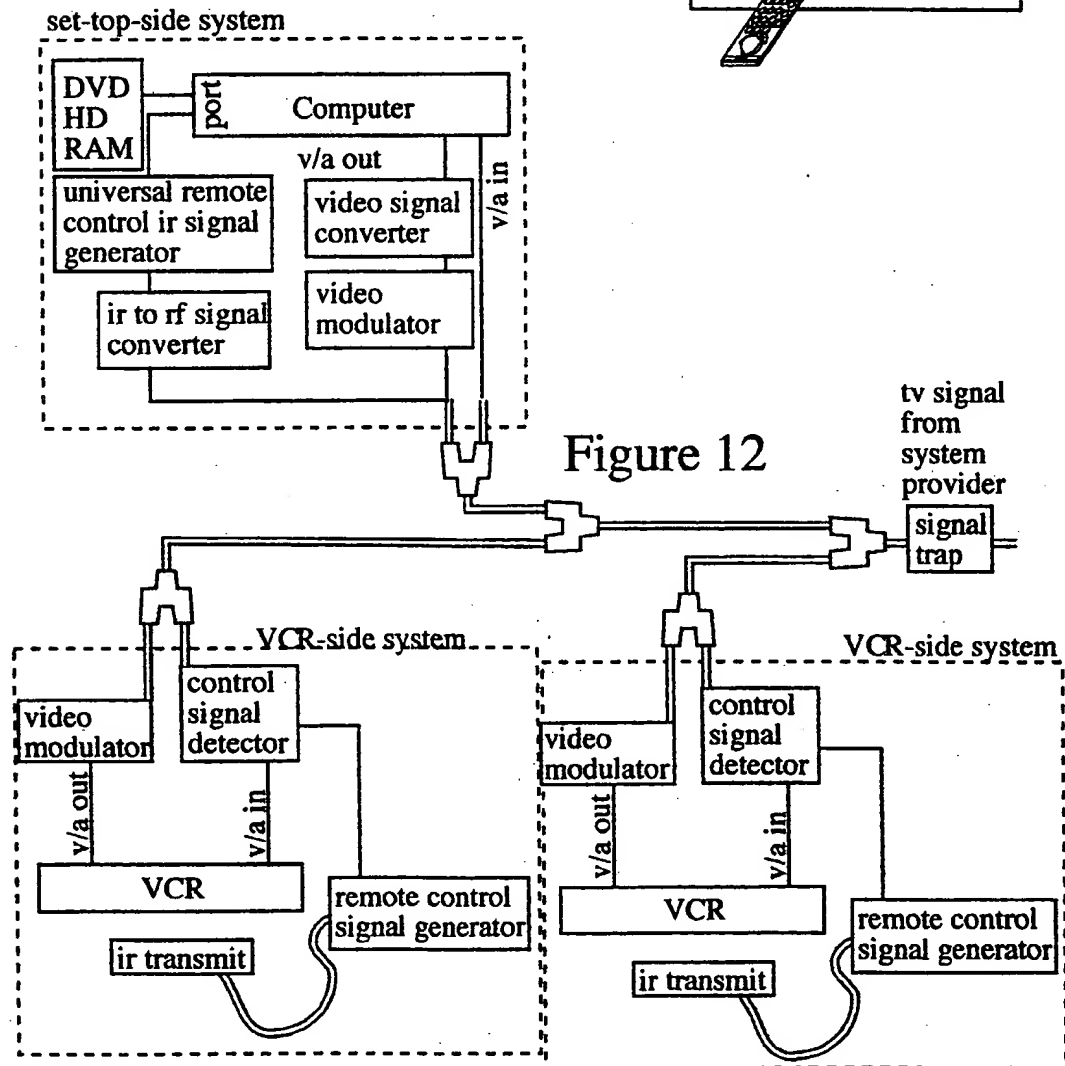 set-top-side system
DVD
HD
RAM
port
Computer
v/a out
v/a in
universal remote
control ir signal
generator
video signal
converter
ir to rf signal
converter
video
modulator
Figure 12
tv signal
from
system
provider
signal
trap
VCR-side system
video
modulator
control
signal
detector
v/a out
v/a in
VCR
remote control
signal generator
ir transmit
VCR-side system
video
modulator
control
signal
detector
v/a out
v/a in
VCR
remote control
signal generator
ir transmit